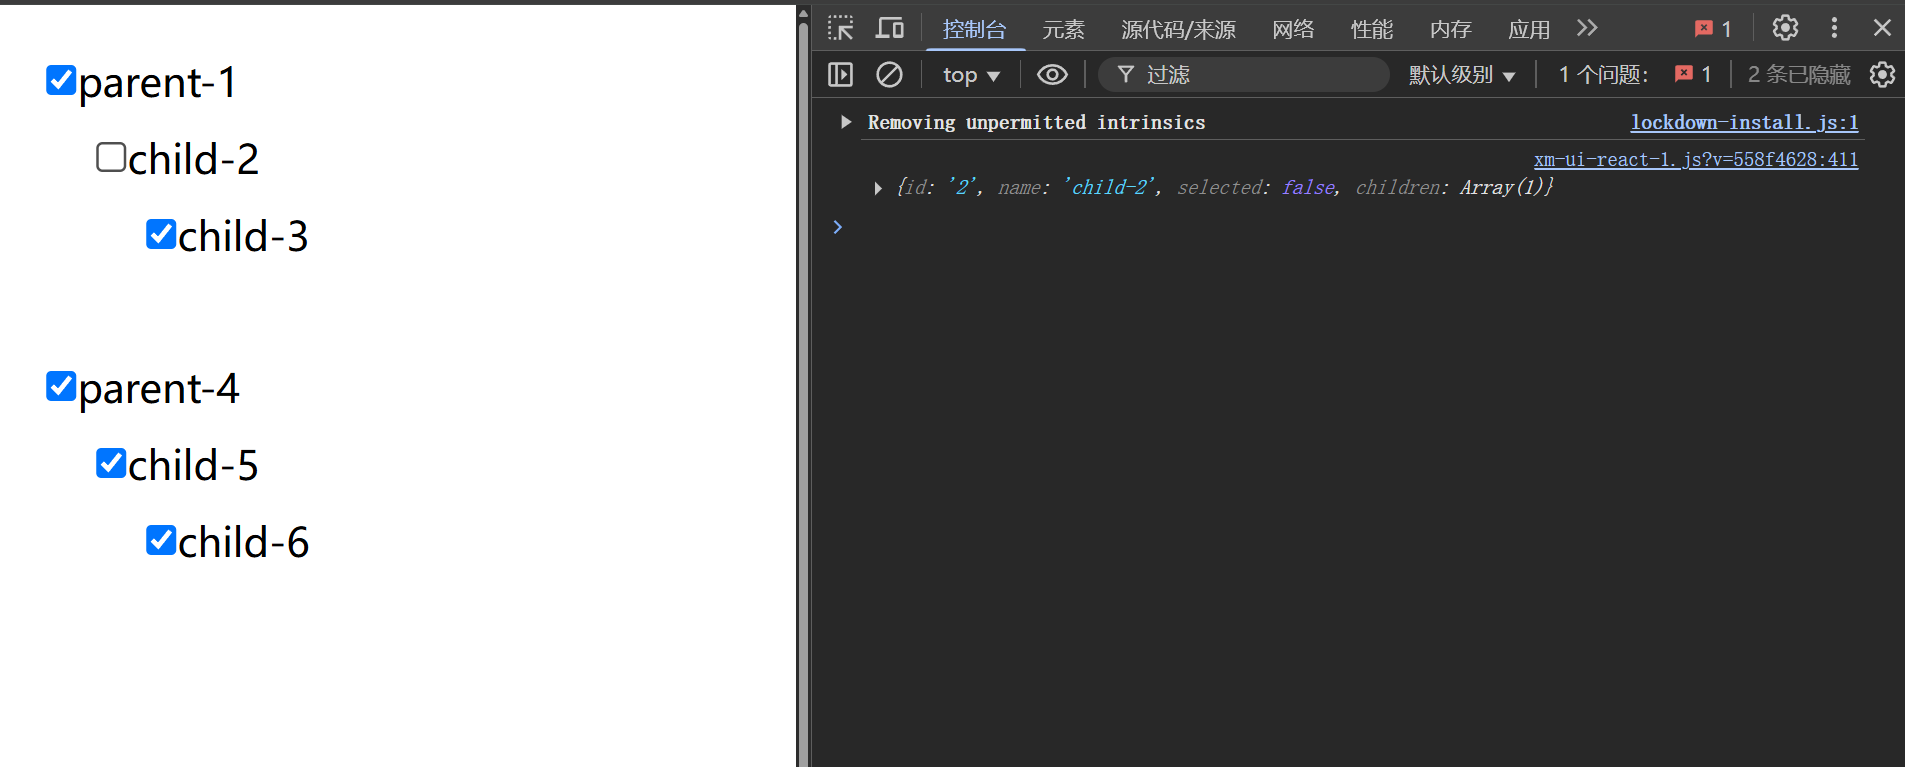 parent-1
child-2
child-3
parent-4
child-5
child-6
控制台 元素 源代码/来源 网络 性能 内存 应用 1
top 过滤 默认级别 1 个问题: 1 2 条已隐藏
Removing unpermitted intrinsics lockdown-install.js:1
xm-ui-react-1.js?v=558f4628:411
{id: '2', name: 'child-2', selected: false, children: Array(1)}